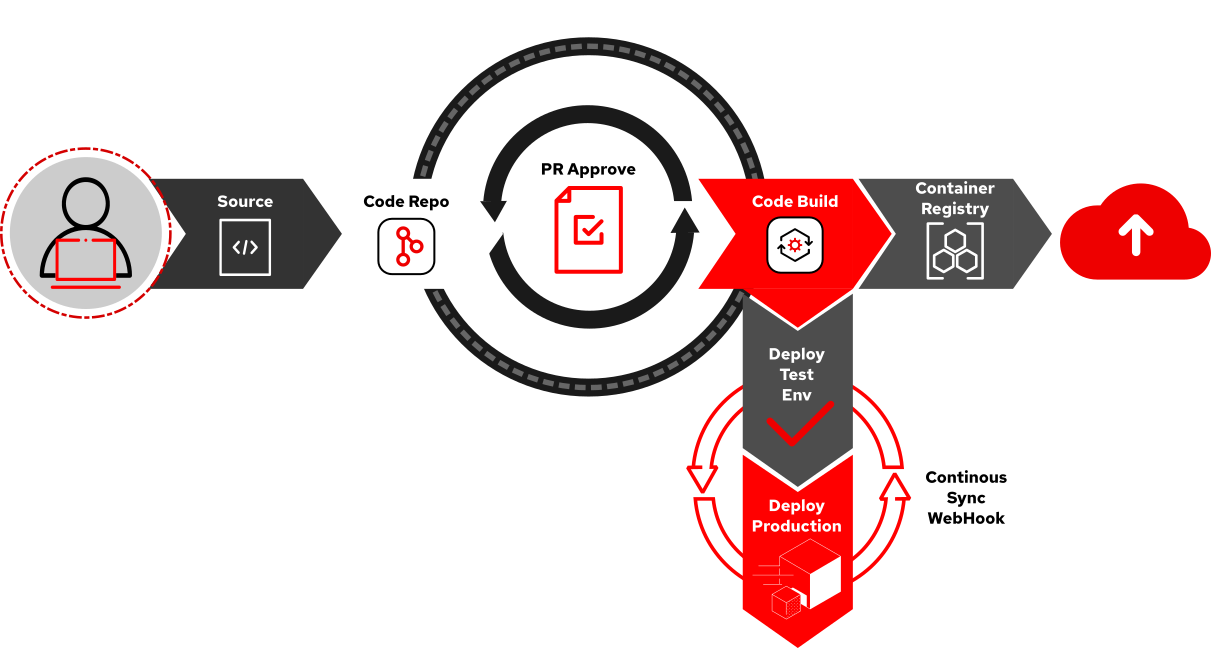 Source
</>
Code Repo
PR Approve
Code Build
Container
Registry
Deploy
Test
Env
Deploy
Production
Continous
Sync
WebHook